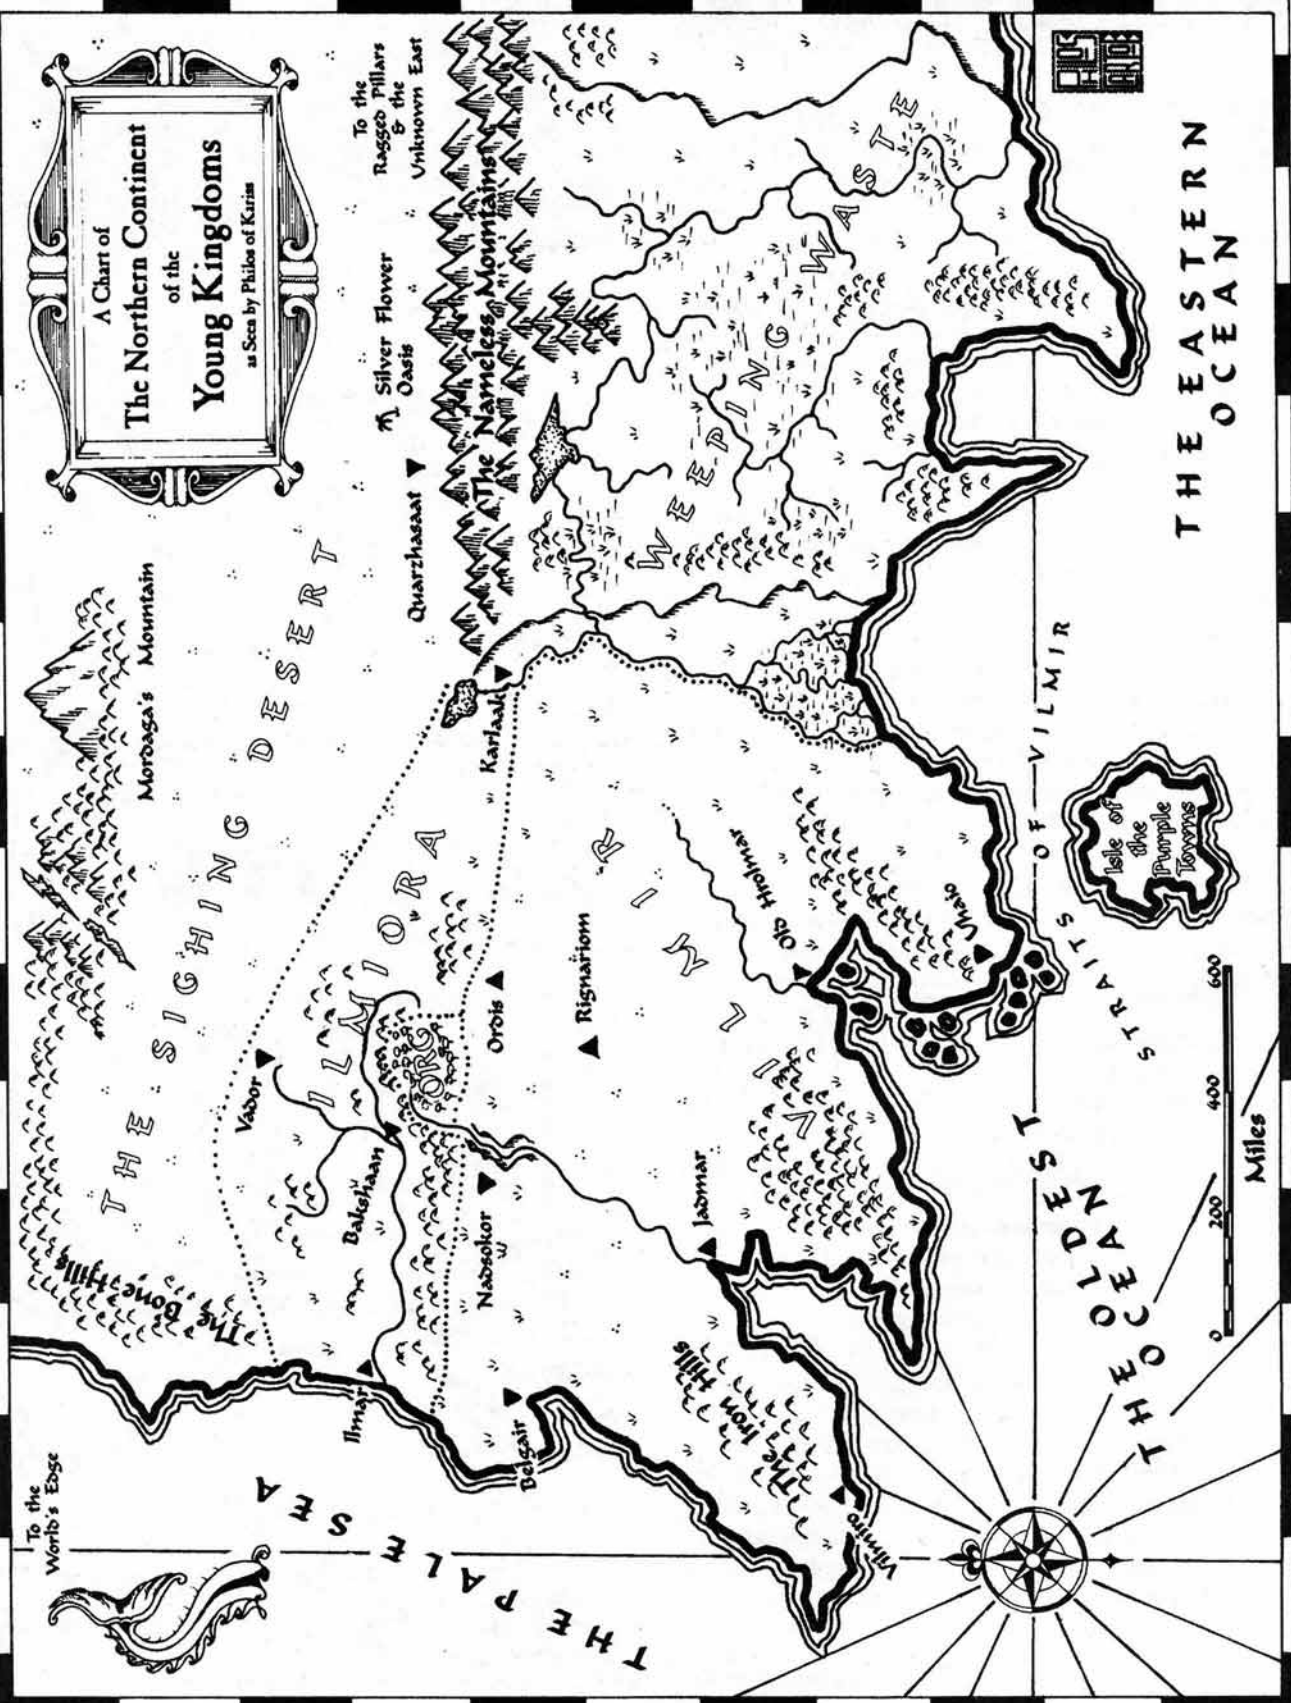 A Chart of
The Northern Continent
of the
Young Kingdoms
as Seen by Philos of Kariss
To the
World's Edge
THE PALE SEA
The Bone Hills
THE SIGHING DESERT
Mordaga's Mountain
To the
Ragged Pillars
& the
Unknown East
Silver Flower
Oasis
Quarzhasaat
The Nameless Mountains
Vador
ILMIORA
Ilmar
Bakshaan
ORG
Karlaak
Nadsokor
Ordis
Belgair
Rignariom
VILMIR
WEEPING WASTE
Jadmar
Old Hrolmar
Uhaio
The Iron Hills
Vilmiro
STRAITS OF VILMIR
Isle of
the
Purple
Towns
THE OLDEST
OCEAN
THE EASTERN
OCEAN
0 200 400 600
Miles